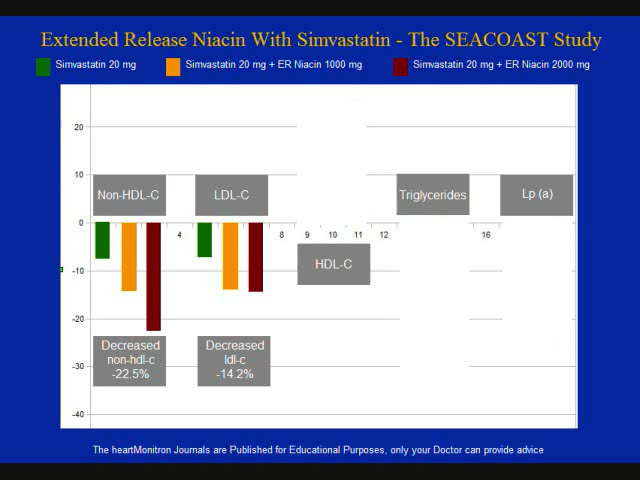 Extended Release Niacin With Simvastatin - The SEACOAST Study
Simvastatin 20 mg
Simvastatin 20 mg + ER Niacin 1000 mg
Simvastatin 20 mg + ER Niacin 2000 mg
20
10
Non-HDL-C
LDL-C
Triglycerides
Lp (a)
0
4
8
9
10
11
12
16
HDL-C
-10
-20
Decreased
non-hdl-c
-22.5%
Decreased
ldl-c
-14.2%
-30
-40
The heartMonitron Journals are Published for Educational Purposes, only your Doctor can provide advice